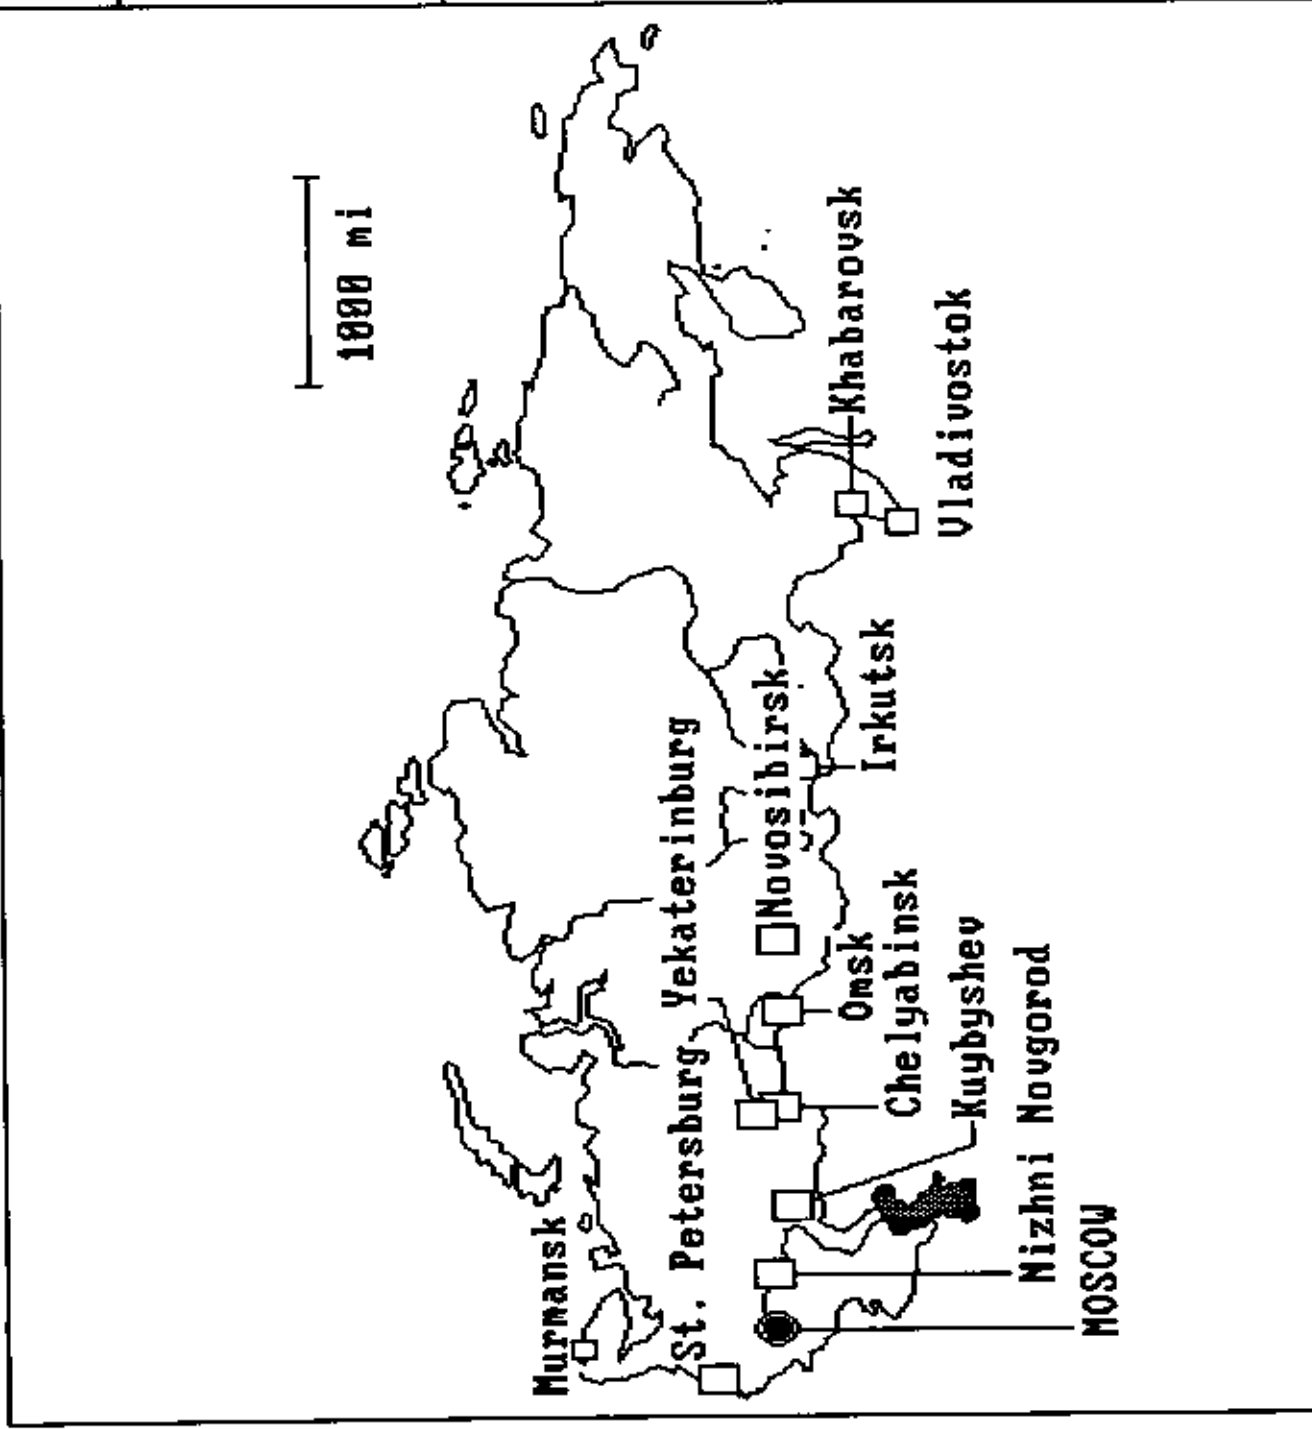 1000 mi
Murmansk
St. Petersburg
Yekaterinburg
Novosibirsk
Khabarovsk
Irkutsk
Omsk
Chelyabinsk
Vladivostok
Kuybyshev
Nizhni Novgorod
MOSCOW